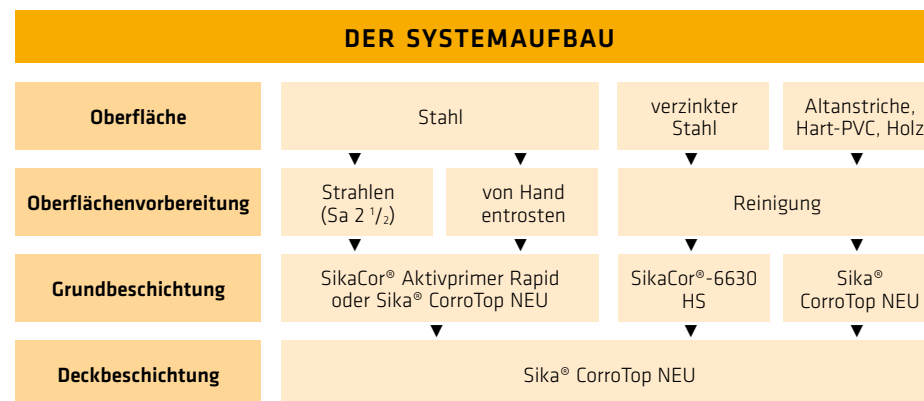 DER SYSTEMAUFBAU
Oberfläche
Stahl
verzinkter
Stahl
Altanstriche,
Hart-PVC, Holz
Oberflächenvorbereitung
Strahlen
(Sa 2 1/2)
von Hand
entrosten
Reinigung
Grundbeschichtung
SikaCor® Aktivprimer Rapid
oder Sika® CorroTop NEU
SikaCor®-6630
HS
Sika®
CorroTop NEU
Deckbeschichtung
Sika® CorroTop NEU